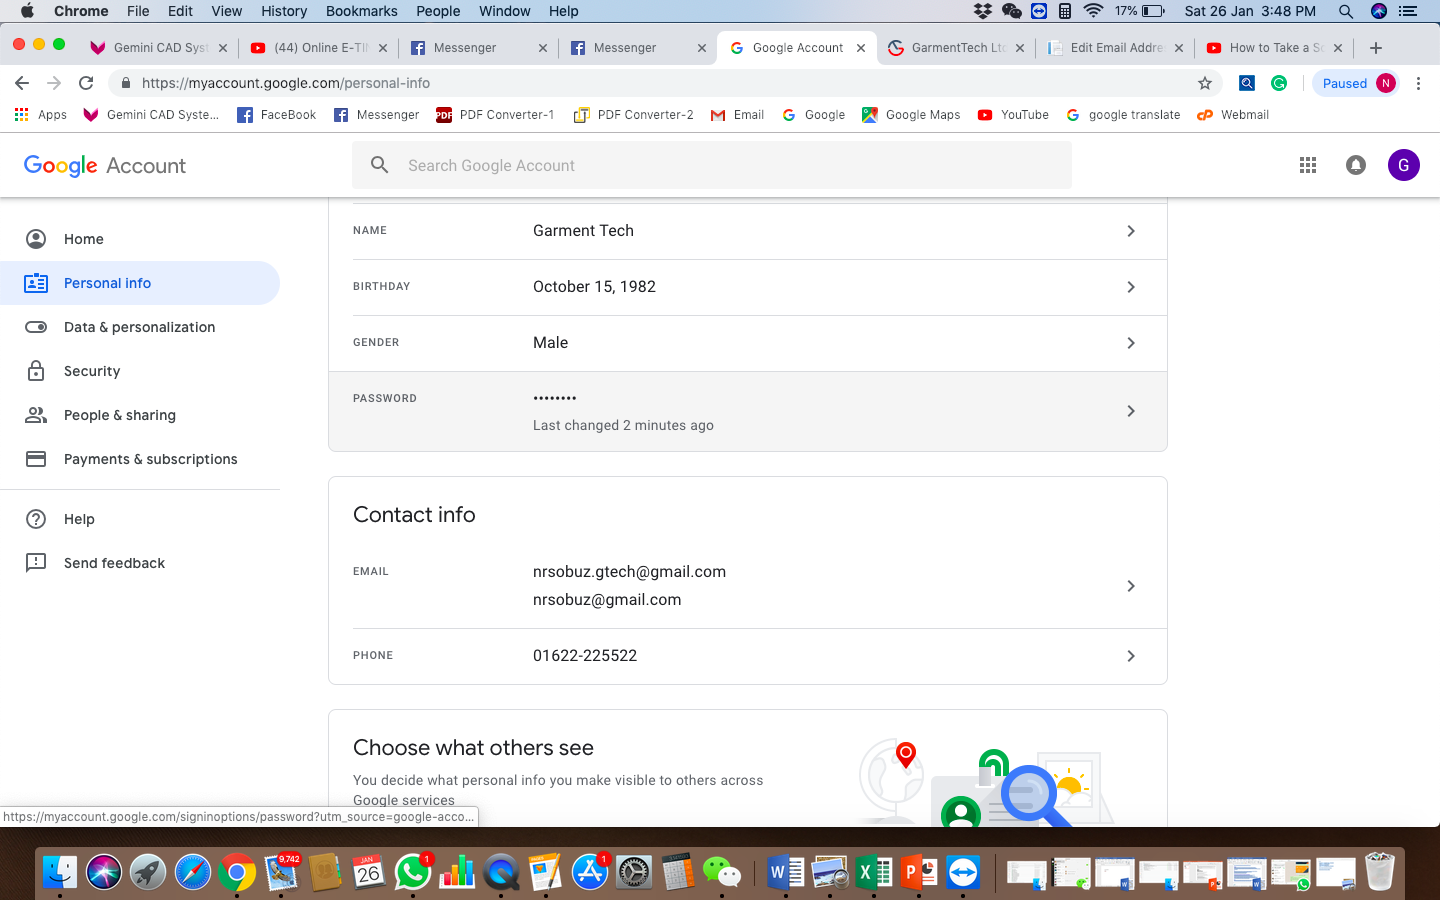 Chrome File Edit View History Bookmarks People Window Help 17% Sat 26 Jan 3:48 PM
Gemini CAD Syst (44) Online E-TI Messenger Messenger Google Account GarmentTech Ltd Edit Email Addre How to Take a Sc
https://myaccount.google.com/personal-info Paused N
Apps Gemini CAD Syste... FaceBook Messenger PDF PDF Converter-1 PDF Converter-2 Email Google Google Maps YouTube google translate Webmail
Google Account Search Google Account G
Home
Personal info
Data & personalization
Security
People & sharing
Payments & subscriptions
Help
Send feedback
NAME Garment Tech
BIRTHDAY October 15, 1982
GENDER Male
PASSWORD ••••••••
Last changed 2 minutes ago
Contact info
EMAIL nrsobuz.gtech@gmail.com
nrsobuz@gmail.com
PHONE 01622-225522
Choose what others see
You decide what personal info you make visible to others across
Google services
https://myaccount.google.com/signinoptions/password?utm_source=google-acco...
9,742 JAN 26 1 1 W X P